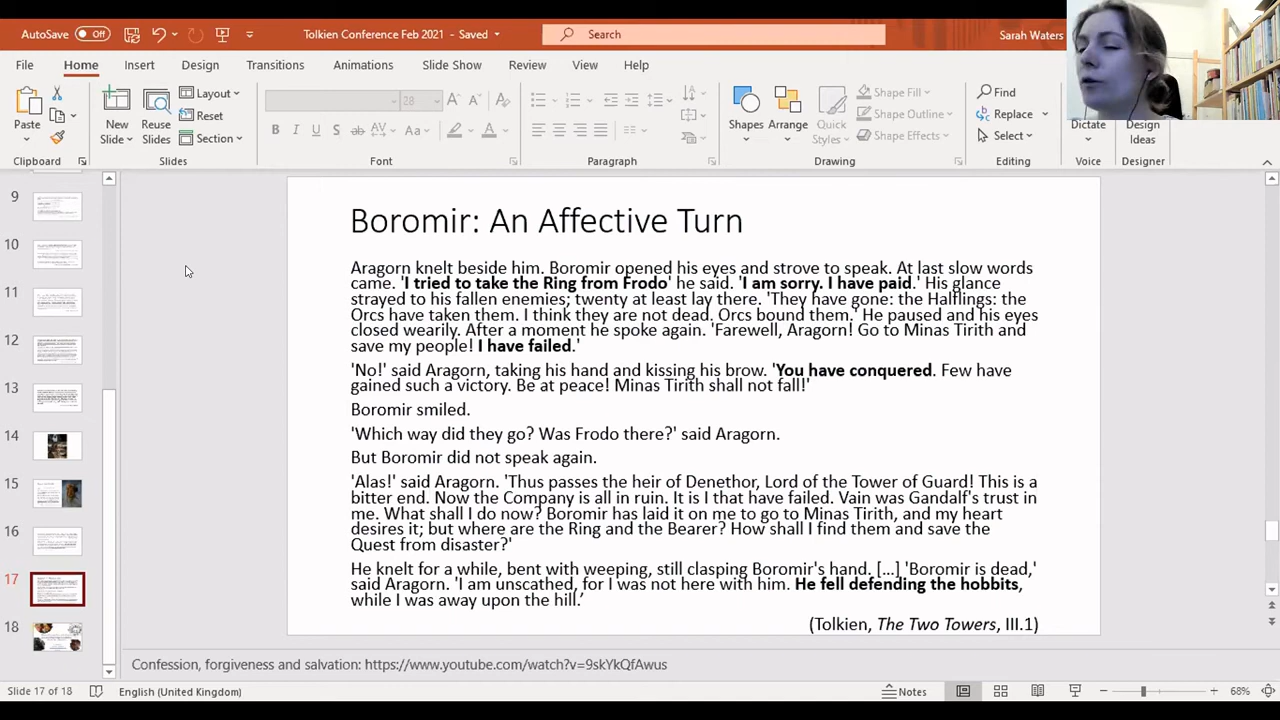 AutoSave Off Tolkien Conference Feb 2021 - Saved Search Sarah Waters
File Home Insert Design Transitions Animations Slide Show Review View Help
Paste
New Slide
Reuse Slides
Layout
Reset
Section
28
B I U S ab AV Aa A
Shapes
Arrange
Quick Styles
Shape Fill
Shape Outline
Shape Effects
Find
Replace
Select
Dictate
Design Ideas
Clipboard Slides Font Paragraph Drawing Editing Voice Designer
9
10
11
12
13
14
15
16
17
18
Boromir: An Affective Turn
Aragorn knelt beside him. Boromir opened his eyes and strove to speak. At last slow words
came. 'I tried to take the Ring from Frodo' he said. 'I am sorry. I have paid.' His glance
strayed to his fallen enemies; twenty at least lay there. 'They have gone: the Halflings: the
Orcs have taken them. I think they are not dead. Orcs bound them.' He paused and his eyes
closed wearily. After a moment he spoke again. 'Farewell, Aragorn! Go to Minas Tirith and
save my people! I have failed.'
'No!' said Aragorn, taking his hand and kissing his brow. 'You have conquered. Few have
gained such a victory. Be at peace! Minas Tirith shall not fall!'
Boromir smiled.
'Which way did they go? Was Frodo there?' said Aragorn.
But Boromir did not speak again.
'Alas!' said Aragorn. 'Thus passes the heir of Denethor, Lord of the Tower of Guard! This is a
bitter end. Now the Company is all in ruin. It is I that have failed. Vain was Gandalf's trust in
me. What shall I do now? Boromir has laid it on me to go to Minas Tirith, and my heart
desires it; but where are the Ring and the Bearer? How shall I find them and save the
Quest from disaster?'
He knelt for a while, bent with weeping, still clasping Boromir's hand. [...] 'Boromir is dead,'
said Aragorn. 'I am unscathed, for I was not here with him. He fell defending the hobbits,
while I was away upon the hill.'
(Tolkien, The Two Towers, III.1)
Confession, forgiveness and salvation: https://www.youtube.com/watch?v=9skYkQfAwus
Slide 17 of 18 English (United Kingdom) Notes 68%